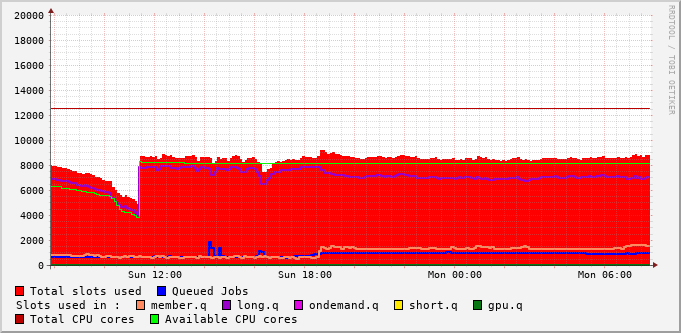 20000
18000
16000
14000
12000
10000
8000
6000
4000
2000
0
Sun 12:00 Sun 18:00 Mon 00:00 Mon 06:00
RRDTOOL / TOBI OETIKER
Total slots used Queued Jobs
Slots used in : member.q long.q ondemand.q short.q gpu.q
Total CPU cores Available CPU cores